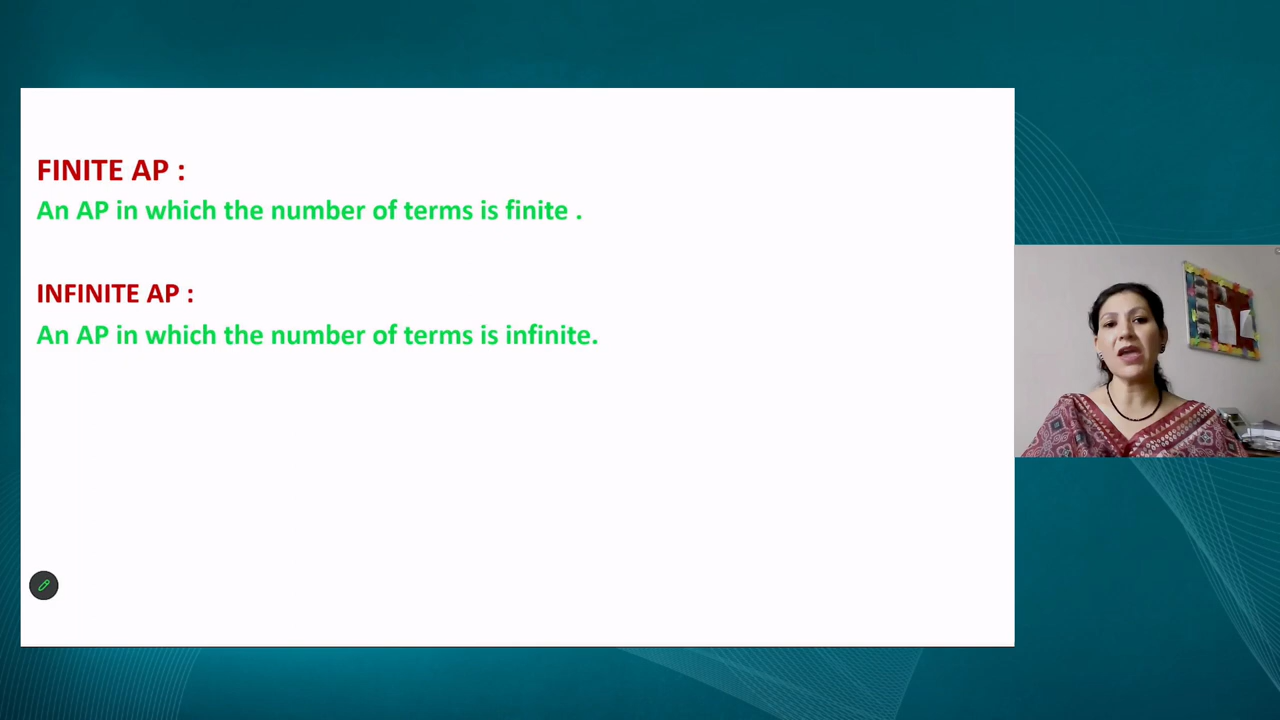 FINITE AP :
An AP in which the number of terms is finite .
INFINITE AP :
An AP in which the number of terms is infinite.